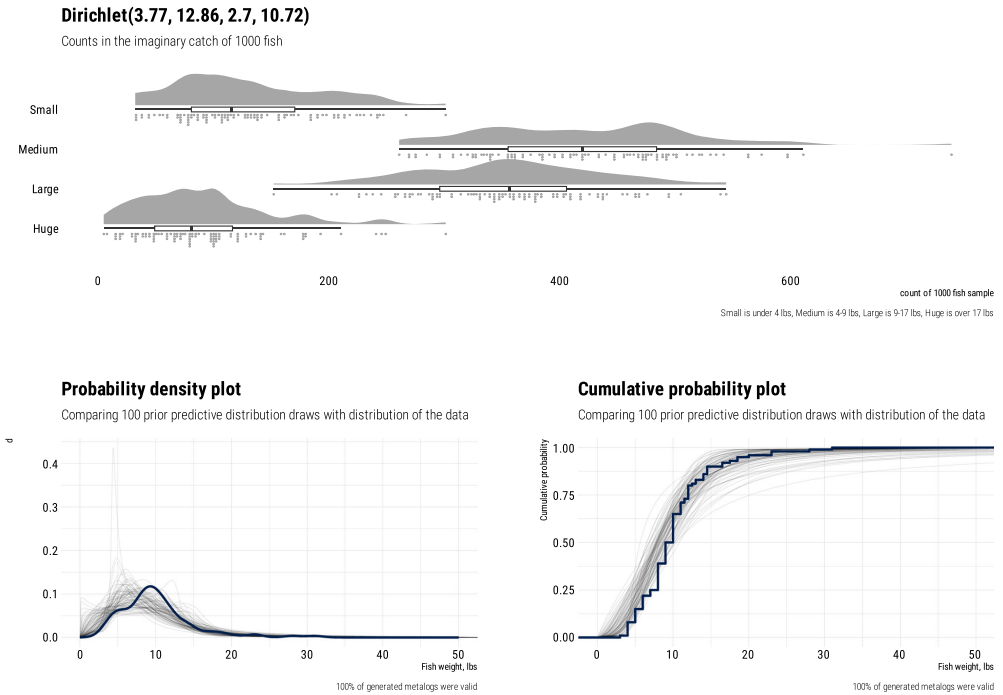 Dirichlet(3.77, 12.86, 2.7, 10.72)
Counts in the imaginary catch of 1000 fish
Small
Medium
Large
Huge
0 200 400 600
count of 1000 fish sample
Small is under 4 lbs, Medium is 4-9 lbs, Large is 9-17 lbs, Huge is over 17 lbs
Probability density plot
Comparing 100 prior predictive distribution draws with distribution of the data
d
0.4
0.3
0.2
0.1
0.0
0 10 20 30 40 50
Fish weight, lbs
100% of generated metalogs were valid
Cumulative probability plot
Comparing 100 prior predictive distribution draws with distribution of the data
Cumulative probability
1.00
0.75
0.50
0.25
0.00
0 10 20 30 40 50
Fish weight, lbs
100% of generated metalogs were valid